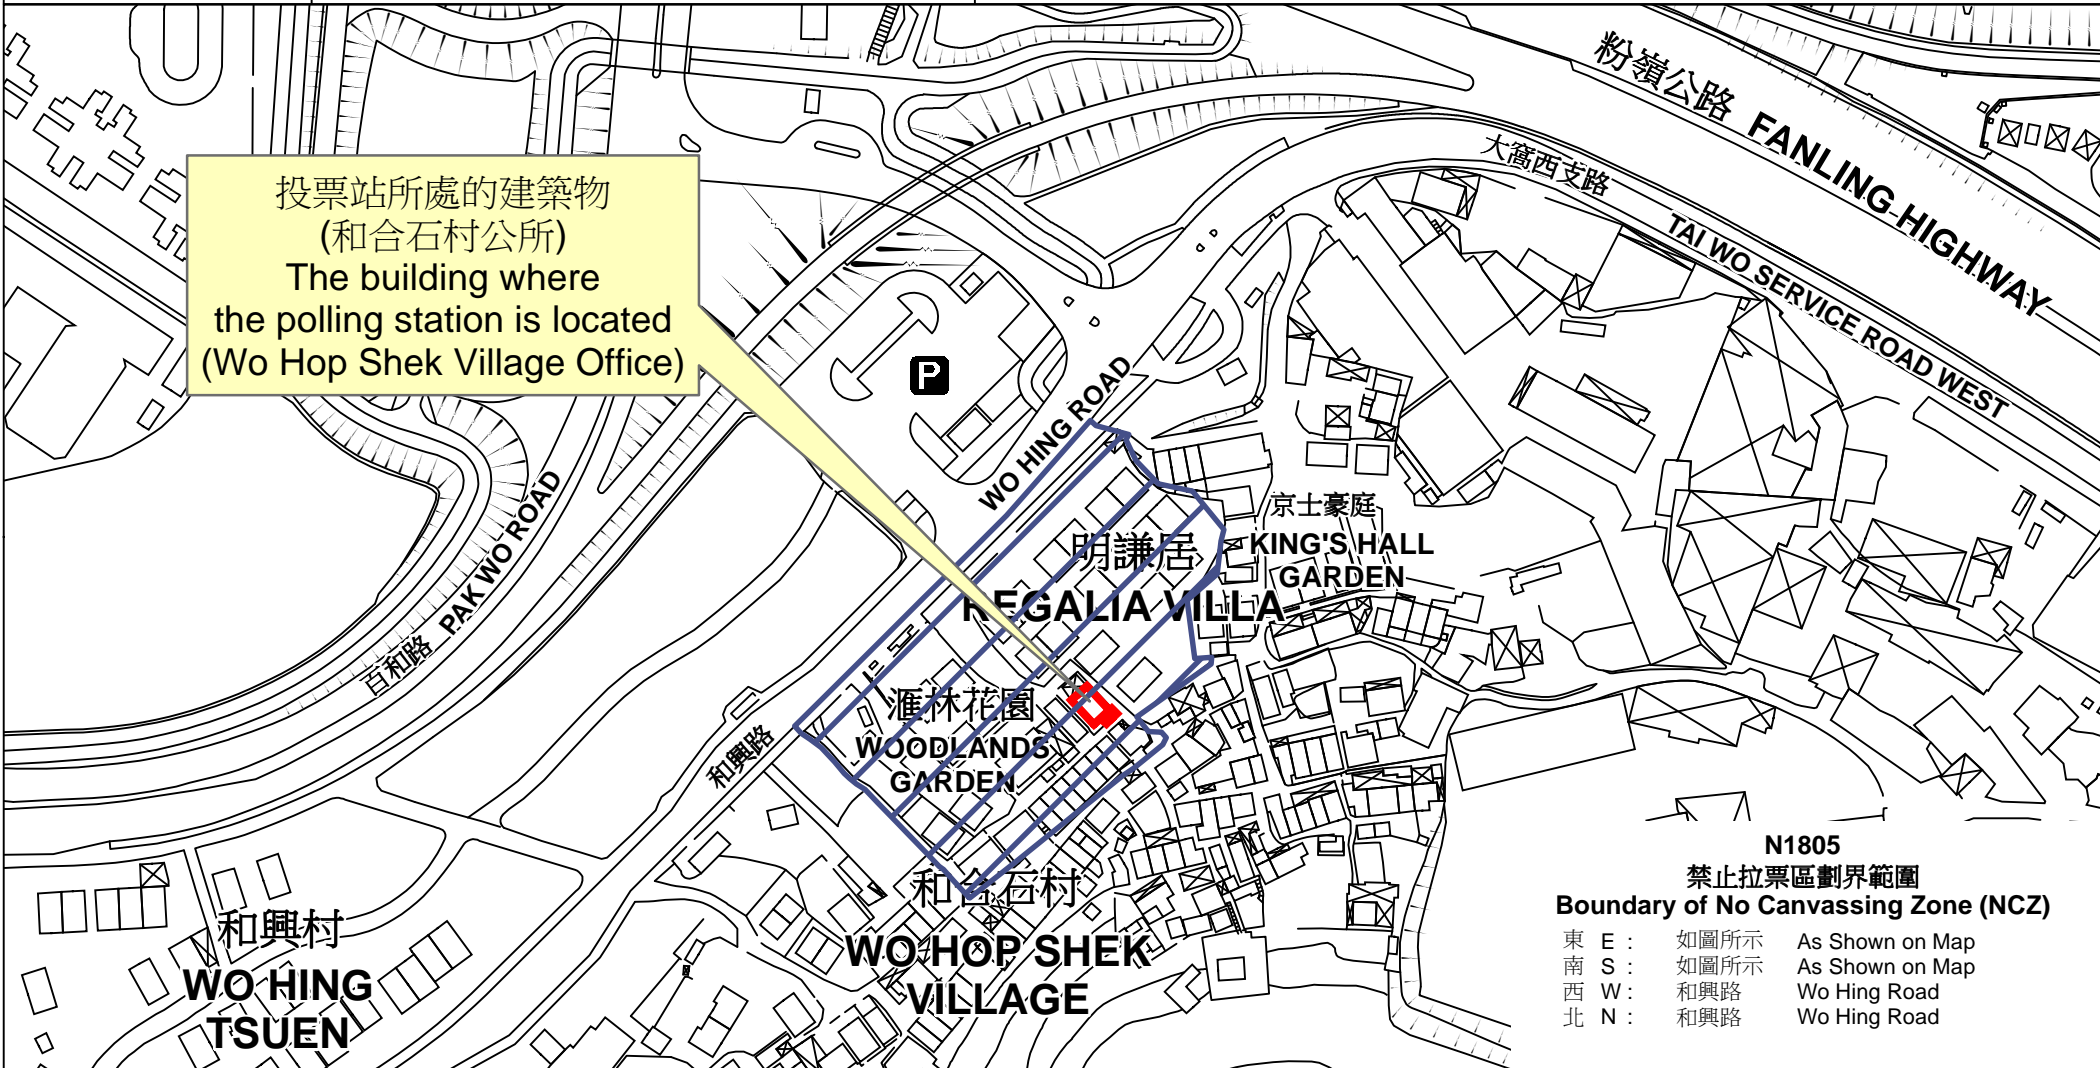 粉嶺公路 FANLING HIGHWAY
大窩西支路
TAI WO SERVICE ROAD WEST
投票站所處的建築物
(和合石村公所)
The building where
the polling station is located
(Wo Hop Shek Village Office)
P
WO HING ROAD
百和路 PAK WO ROAD
京士豪庭
KING'S HALL
GARDEN
明謙居
REGALIA VILLA
滙林花園
WOODLANDS
GARDEN
和興路
和合石村
WO HOP SHEK
VILLAGE
和興村
WO HING
TSUEN
N1805
禁止拉票區劃界範圍
Boundary of No Canvassing Zone (NCZ)
東 E : 如圖所示 As Shown on Map
南 S : 如圖所示 As Shown on Map
西 W : 和興路 Wo Hing Road
北 N : 和興路 Wo Hing Road